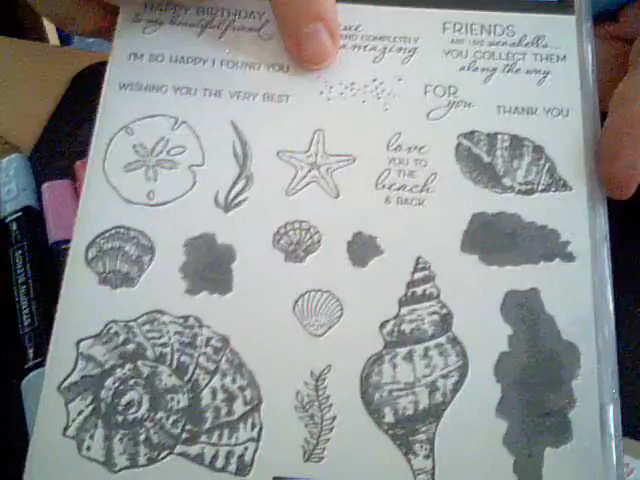 HAPPY BIRTHDAY
to my beautiful friend
AND COMPLETELY
amazing
FRIENDS
ARE LIKE seashells...
YOU COLLECT THEM
along the way
I'M SO HAPPY I FOUND YOU
WISHING YOU THE VERY BEST
FOR
you
THANK YOU
love
YOU TO
THE
beach
& BACK